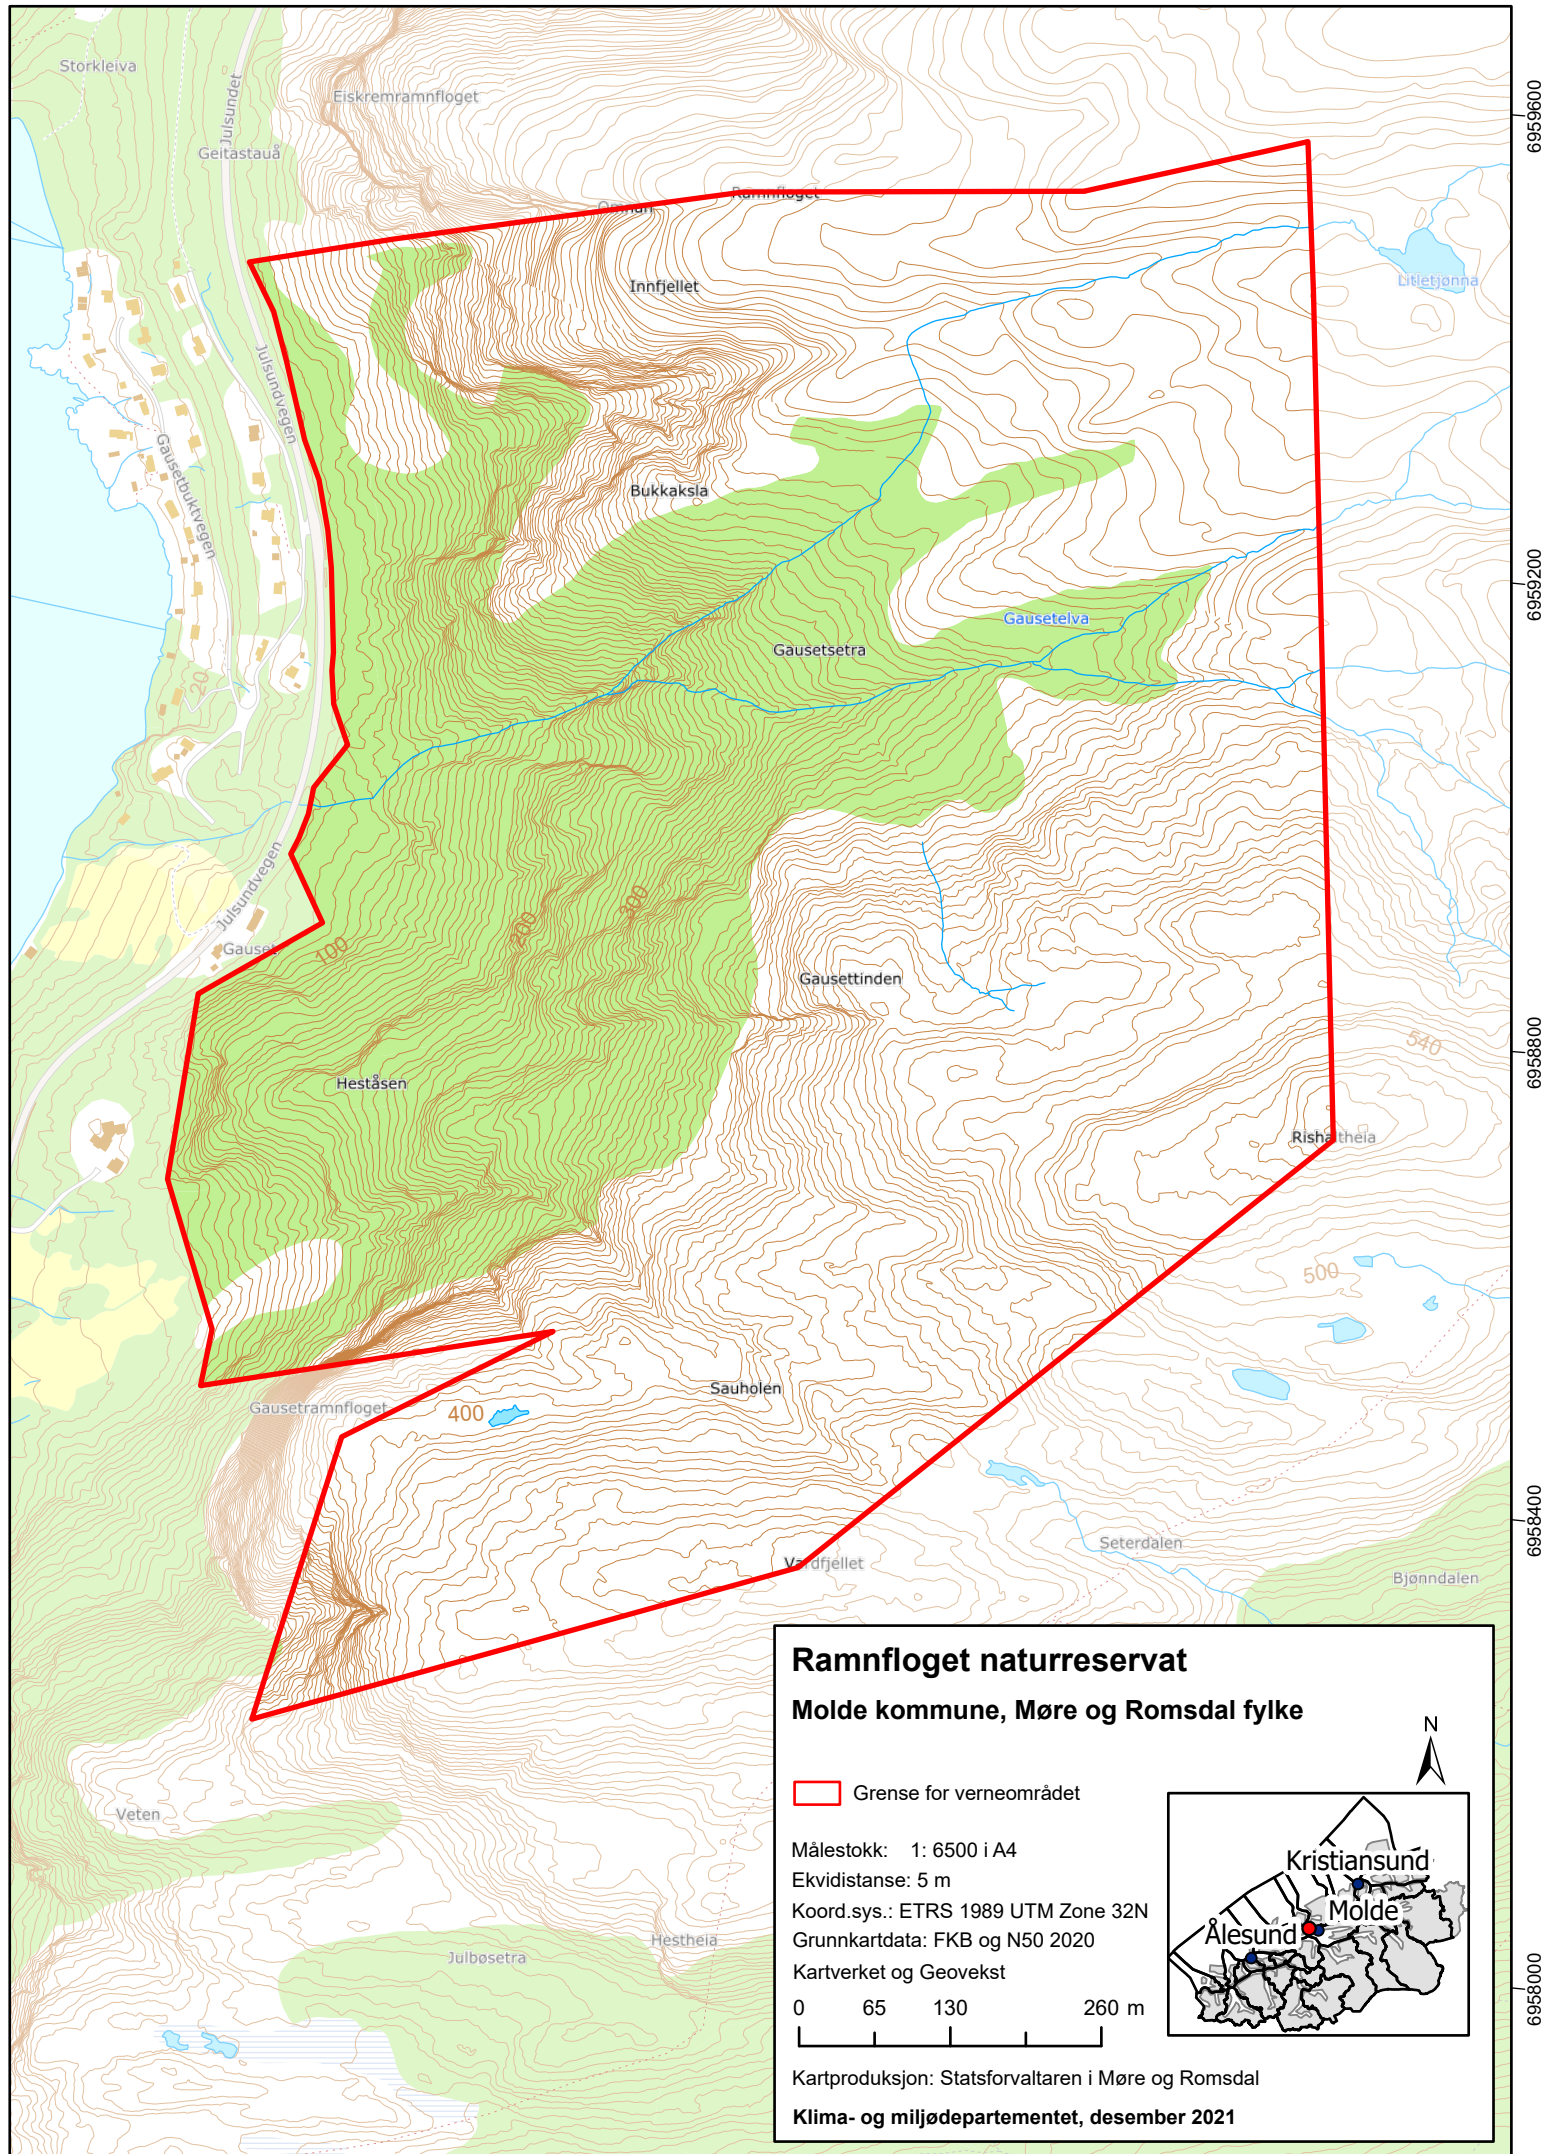 Storkleiva
Eiskremramnfloget
Julsundet
6959600
Geitastauå
Omnan
Ramnfloget
Litletjønna
Innfjellet
Julsundvegen
Gausetbuktvegen
Bukkaksla
6959200
Gausetelva
Gausetsetra
20
Julsundvegen
300
200
100
Gauset
Gausettinden
540
6958800
Heståsen
Rishaltheia
500
Sauholen
Gausetramnfloget
400
6958400
Seterdalen
Vardfjellet
Bjønndalen
Veten
Hestheia
Julbøsetra
6958000
Ramnfloget naturreservat
Molde kommune, Møre og Romsdal fylke
N
Grense for verneområdet
Målestokk: 1: 6500 i A4
Ekvidistanse: 5 m
Koord.sys.: ETRS 1989 UTM Zone 32N
Grunnkartdata: FKB og N50 2020
Kartverket og Geovekst
0 65 130 260 m
Kristiansund
Molde
Ålesund
Kartproduksjon: Statsforvaltaren i Møre og Romsdal
Klima- og miljødepartementet, desember 2021